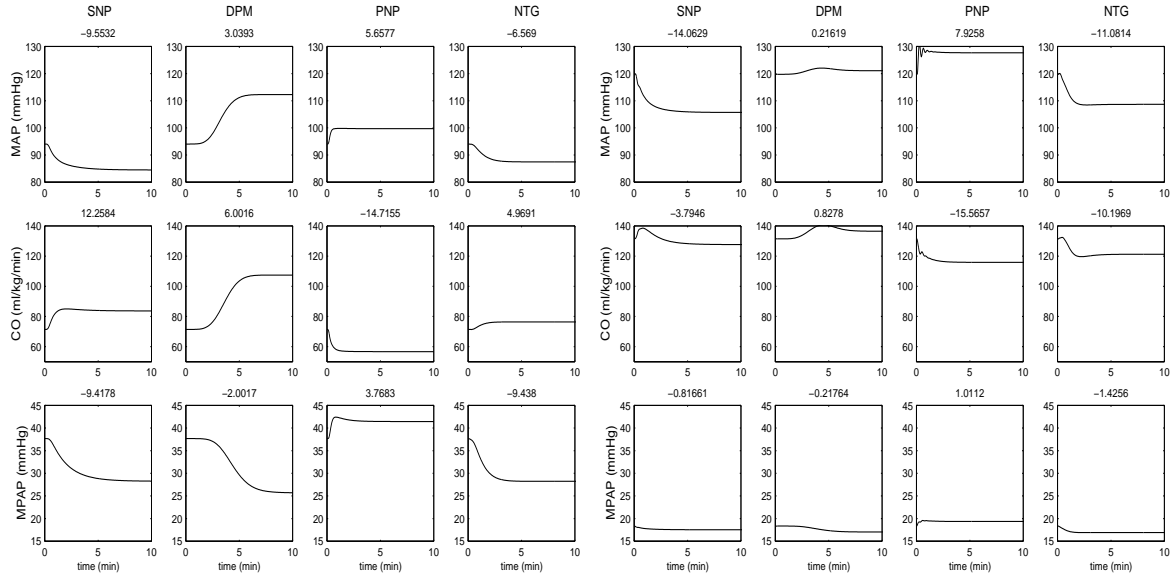 SNP DPM PNP NTG SNP DPM PNP NTG
−9.5532 3.0393 5.6577 −6.569 −14.0629 0.21619 7.9258 −11.0814
MAP (mmHg) 130 120 110 100 90 80 130 120 110 100 90 80 130 120 110 100 90 80 130 120 110 100 90 80 MAP (mmHg) 130 120 110 100 90 80 130 120 110 100 90 80 130 120 110 100 90 80 130 120 110 100 90 80
0 5 10 0 5 10 0 5 10 0 5 10 0 5 10 0 5 10 0 5 10 0 5 10
12.2584 6.0016 −14.7155 4.9691 −3.7946 0.8278 −15.5657 −10.1969
CO (ml/kg/min) 140 120 100 80 60 140 120 100 80 60 140 120 100 80 60 140 120 100 80 60 CO (ml/kg/min) 140 120 100 80 60 140 120 100 80 60 140 120 100 80 60 140 120 100 80 60
0 5 10 0 5 10 0 5 10 0 5 10 0 5 10 0 5 10 0 5 10 0 5 10
−9.4178 −2.0017 3.7683 −9.438 −0.81661 −0.21764 1.0112 −1.4256
MPAP (mmHg) 45 40 35 30 25 20 15 45 40 35 30 25 20 15 45 40 35 30 25 20 15 45 40 35 30 25 20 15 MPAP (mmHg) 45 40 35 30 25 20 15 45 40 35 30 25 20 15 45 40 35 30 25 20 15 45 40 35 30 25 20 15
0 5 10 0 5 10 0 5 10 0 5 10 0 5 10 0 5 10 0 5 10 0 5 10
time (min) time (min) time (min) time (min) time (min) time (min) time (min) time (min)